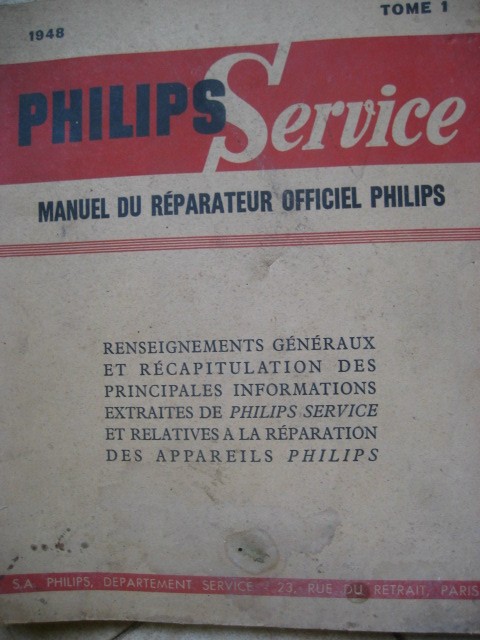 1948 TOME 1
PHILIPS Service
MANUEL DU RÉPARATEUR OFFICIEL PHILIPS
RENSEIGNEMENTS GÉNÉRAUX
ET RÉCAPITULATION DES
PRINCIPALES INFORMATIONS
EXTRAITES DE PHILIPS SERVICE
ET RELATIVES A LA RÉPARATION
DES APPAREILS PHILIPS
S.A. PHILIPS, DEPARTEMENT SERVICE - 23, RUE DU RETRAIT, PARIS